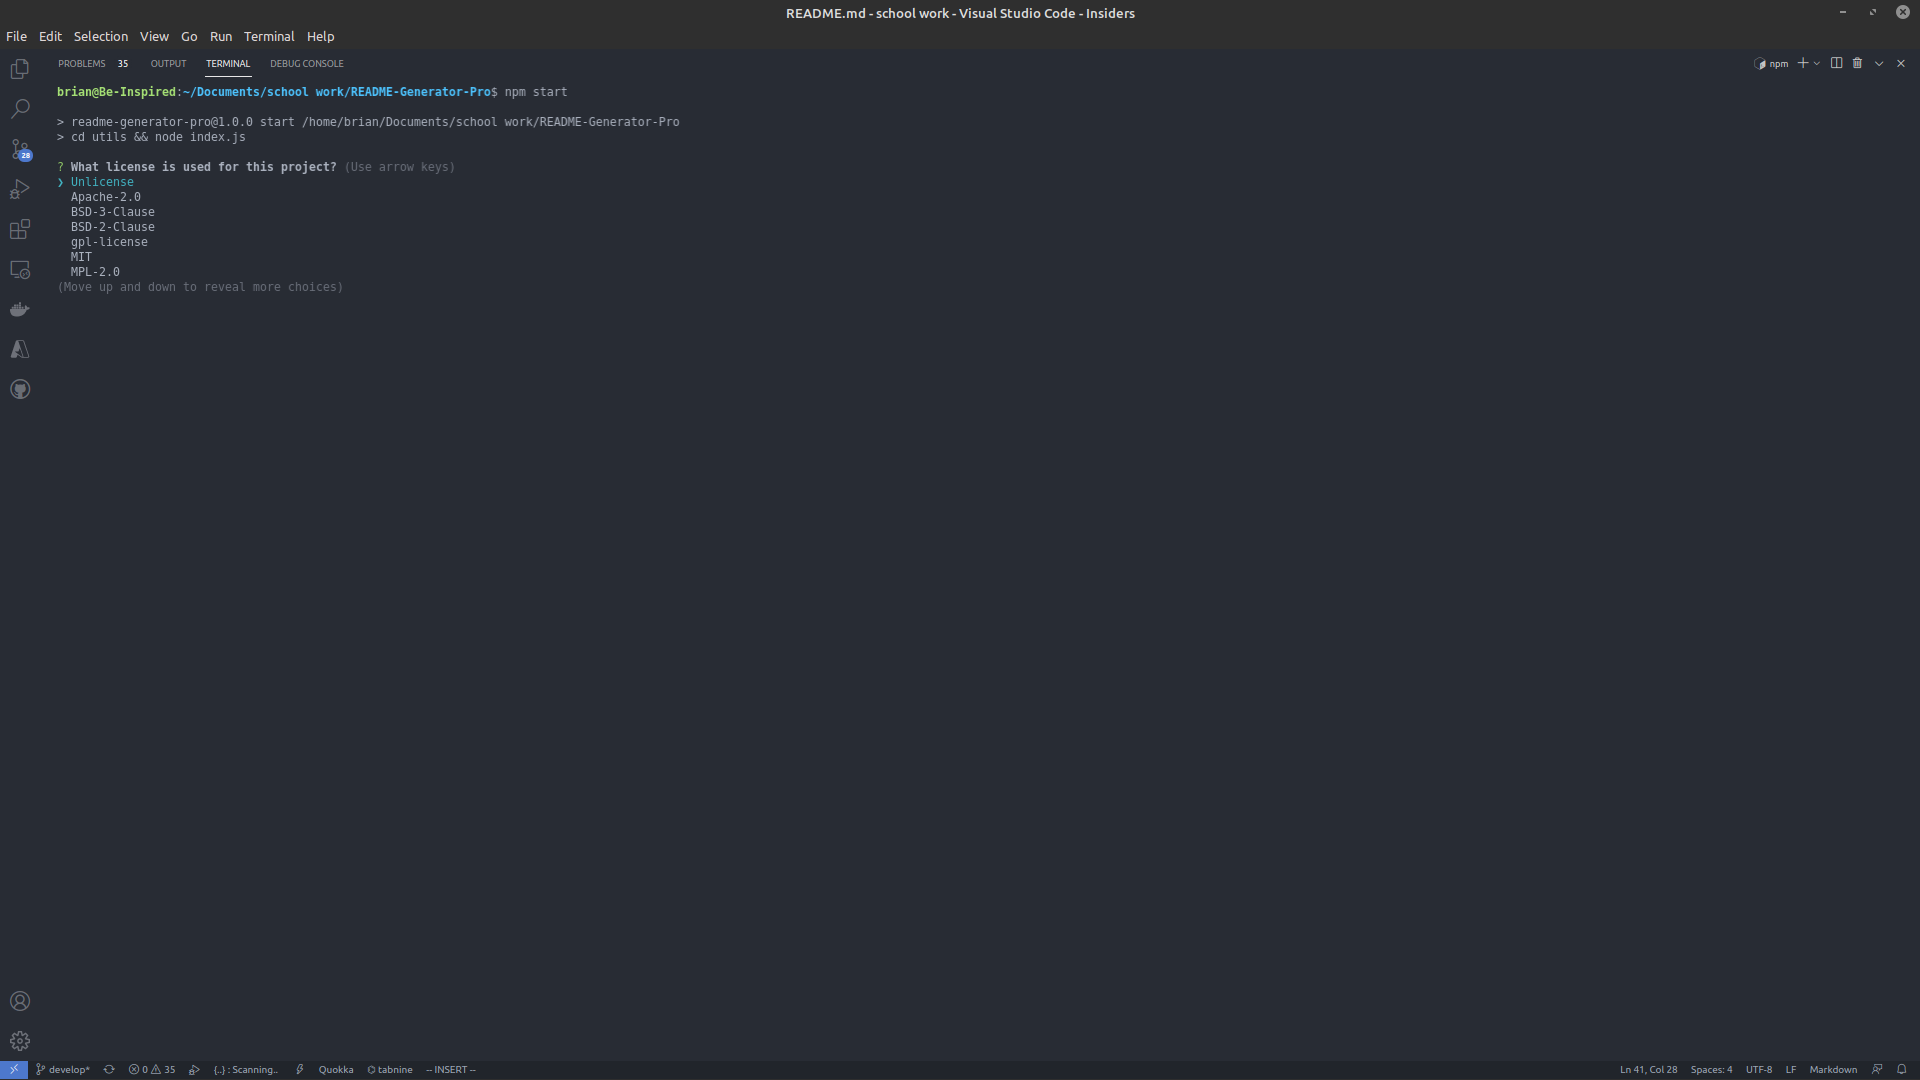 README.md - school work - Visual Studio Code - Insiders
File Edit Selection View Go Run Terminal Help
PROBLEMS 35 OUTPUT TERMINAL DEBUG CONSOLE npm
brian@Be-Inspired:~/Documents/school work/README-Generator-Pro$ npm start
> readme-generator-pro@1.0.0 start /home/brian/Documents/school work/README-Generator-Pro
> cd utils && node index.js
? What license is used for this project? (Use arrow keys)
❯ Unlicense
Apache-2.0
BSD-3-Clause
BSD-2-Clause
gpl-license
MIT
MPL-2.0
(Move up and down to reveal more choices)
28
develop* 0 35 {..} : Scanning.. Quokka tabnine -- INSERT -- Ln 41, Col 28 Spaces: 4 UTF-8 LF Markdown